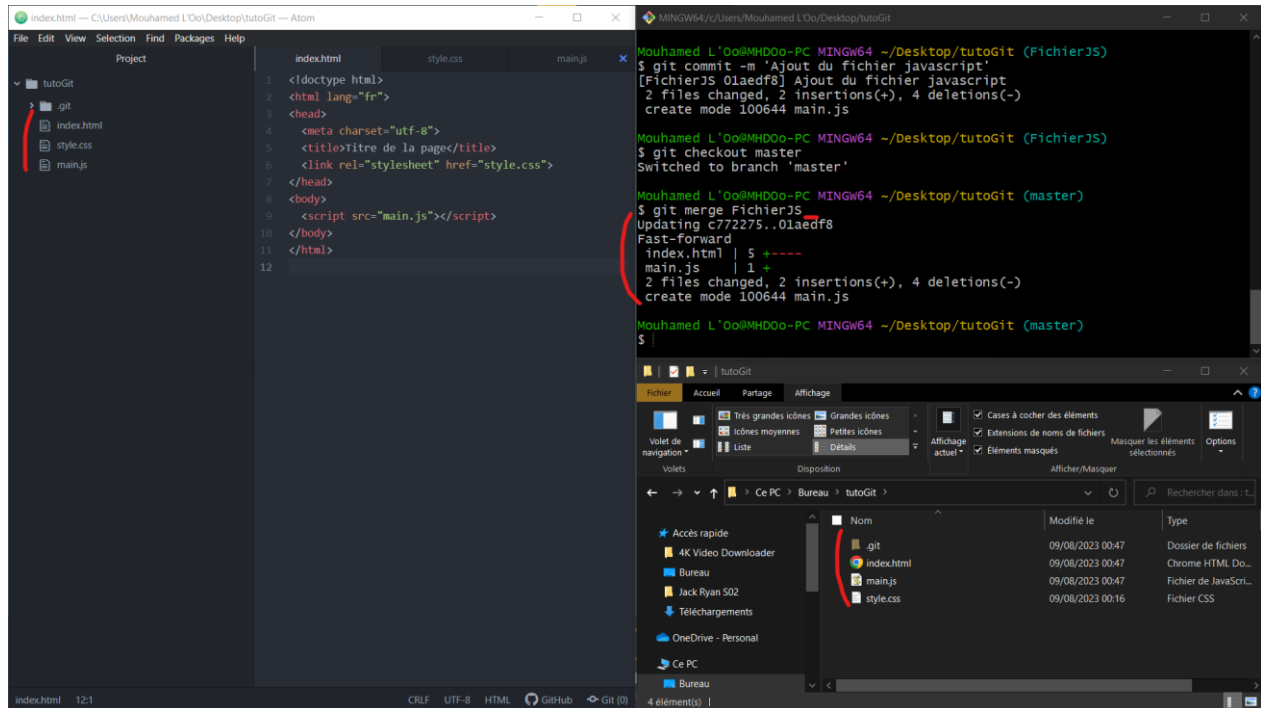 index.html — C:\Users\Mouhamed L'Oo\Desktop\tutoGit — Atom
File Edit View Selection Find Packages Help
Project
tutoGit
.git
index.html
style.css
main.js
index.html style.css main.js
1 <!doctype html>
2 <html lang="fr">
3 <head>
4 <meta charset="utf-8">
5 <title>Titre de la page</title>
6 <link rel="stylesheet" href="style.css">
7 </head>
8 <body>
9 <script src="main.js"></script>
10 </body>
11 </html>
12
index.html 12:1 CRLF UTF-8 HTML GitHub Git (0)
MINGW64:/c/Users/Mouhamed L'Oo/Desktop/tutoGit
Mouhamed L'Oo@MHDOo-PC MINGW64 ~/Desktop/tutoGit (FichierJS)
$ git commit -m 'Ajout du fichier javascript'
[FichierJS 01aedf8] Ajout du fichier javascript
2 files changed, 2 insertions(+), 4 deletions(-)
create mode 100644 main.js
Mouhamed L'Oo@MHDOo-PC MINGW64 ~/Desktop/tutoGit (FichierJS)
$ git checkout master
Switched to branch 'master'
Mouhamed L'Oo@MHDOo-PC MINGW64 ~/Desktop/tutoGit (master)
$ git merge FichierJS
Updating c772275..01aedf8
Fast-forward
index.html | 5 +----
main.js | 1 +
2 files changed, 2 insertions(+), 4 deletions(-)
create mode 100644 main.js
Mouhamed L'Oo@MHDOo-PC MINGW64 ~/Desktop/tutoGit (master)
$
tutoGit
Fichier Accueil Partage Affichage
Volet de navigation
Très grandes icônes Grandes icônes
Icônes moyennes Petites icônes
Liste Détails
Affichage actuel
Cases à cocher des éléments
Extensions de noms de fichiers
Éléments masqués
Masquer les éléments sélectionnés
Options
Volets Disposition Afficher/Masquer
Ce PC > Bureau > tutoGit >
Rechercher dans : t...
Accès rapide
4K Video Downloader
Bureau
Jack Ryan S02
Téléchargements
OneDrive - Personal
Ce PC
Bureau
Nom Modifié le Type
.git 09/08/2023 00:47 Dossier de fichiers
index.html 09/08/2023 00:47 Chrome HTML Do...
main.js 09/08/2023 00:47 Fichier de JavaScri...
style.css 09/08/2023 00:16 Fichier CSS
4 élément(s)